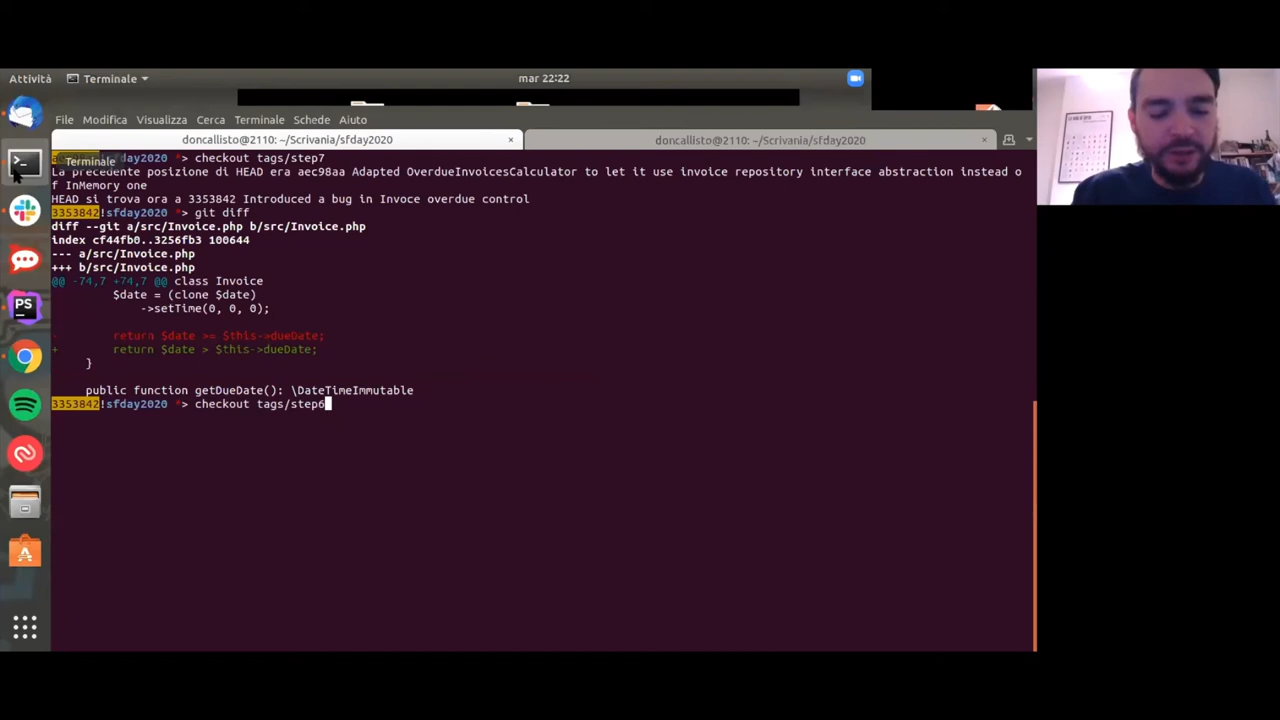 Attività
Terminale
mar 22:22
File Modifica Visualizza Cerca Terminale Schede Aiuto
doncallisto@2110: ~/Scrivania/sfday2020 ×
doncallisto@2110: ~/Scrivania/sfday2020 ×
Terminale
day2020 *> checkout tags/step7
La precedente posizione di HEAD era aec98aa Adapted OverdueInvoicesCalculator to let it use invoice repository interface abstraction instead o
f InMemory one
HEAD si trova ora a 3353842 Introduced a bug in Invoce overdue control
3353842!sfday2020 *> git diff
diff --git a/src/Invoice.php b/src/Invoice.php
index cf44fb0..3256fb3 100644
--- a/src/Invoice.php
+++ b/src/Invoice.php
@@ -74,7 +74,7 @@ class Invoice
$date = (clone $date)
->setTime(0, 0, 0);
- return $date >= $this->dueDate;
+ return $date > $this->dueDate;
}
public function getDueDate(): \DateTimeImmutable
3353842!sfday2020 *> checkout tags/step6
PS